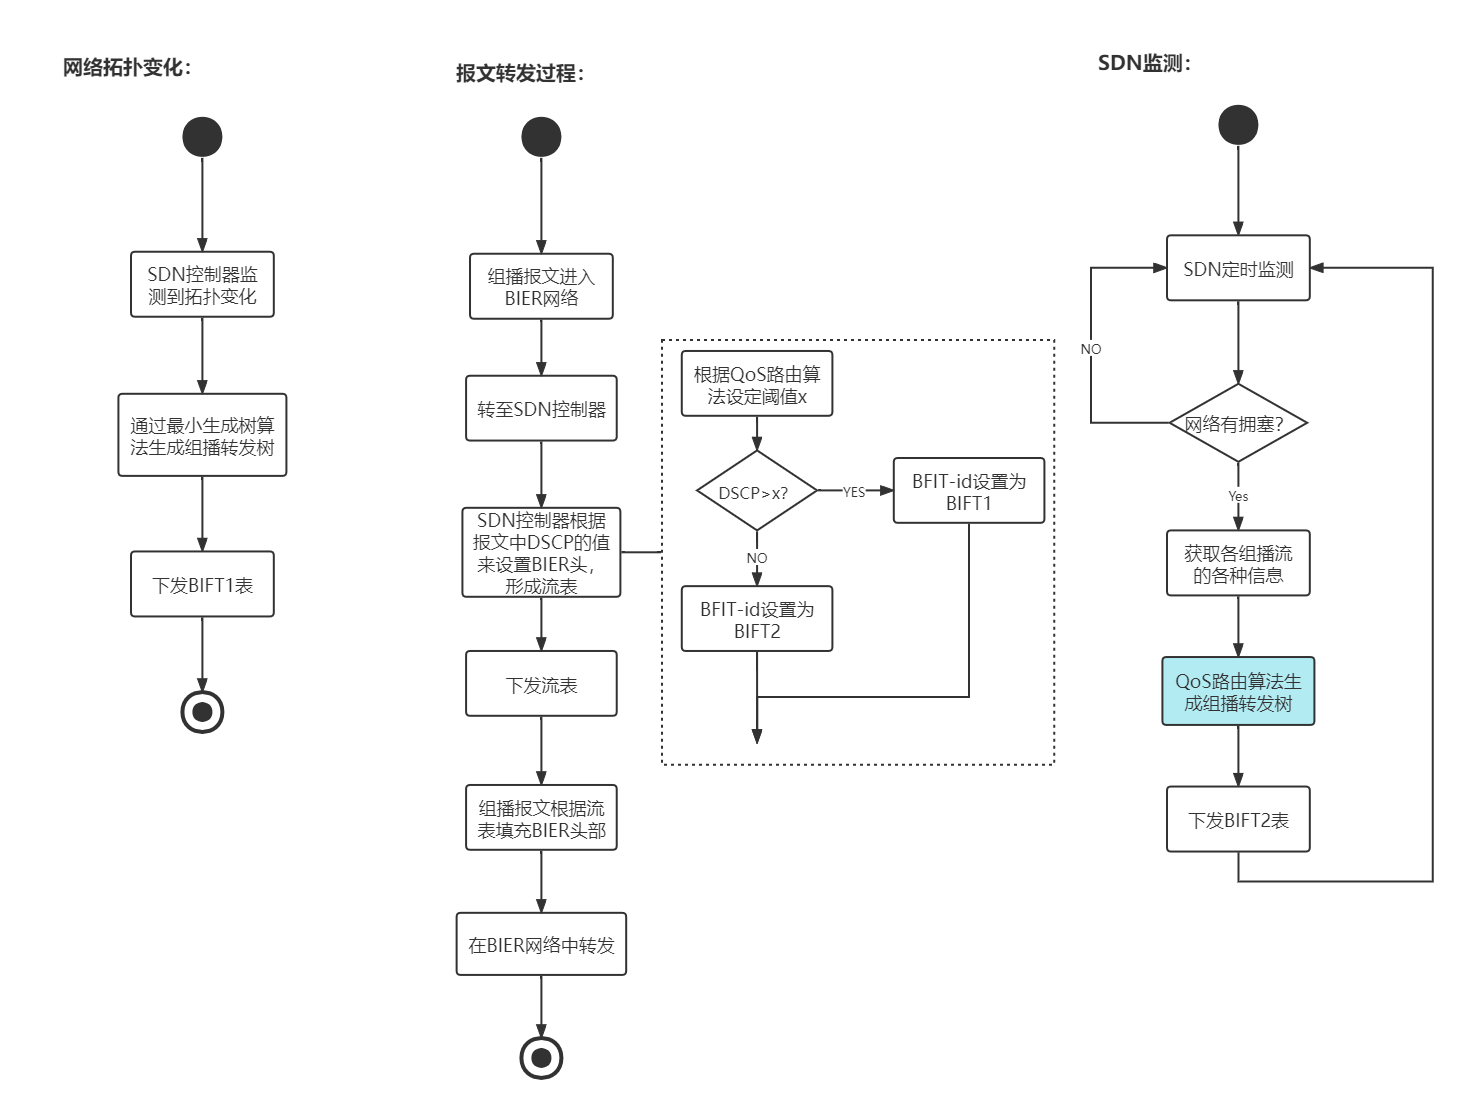 网络拓扑变化：
SDN控制器监
测到拓扑变化
通过最小生成树算
法生成组播转发树
下发BIFT1表
报文转发过程：
组播报文进入
BIER网络
转至SDN控制器
SDN控制器根据
报文中DSCP的值
来设置BIER头，
形成流表
下发流表
组播报文根据流
表填充BIER头部
在BIER网络中转发
根据QoS路由算
法设定阈值x
DSCP>x?
YES
BFIT-id设置为
BIFT1
NO
BFIT-id设置为
BIFT2
SDN监测：
SDN定时监测
NO
网络有拥塞？
Yes
获取各组播流
的各种信息
QoS路由算法生
成组播转发树
下发BIFT2表